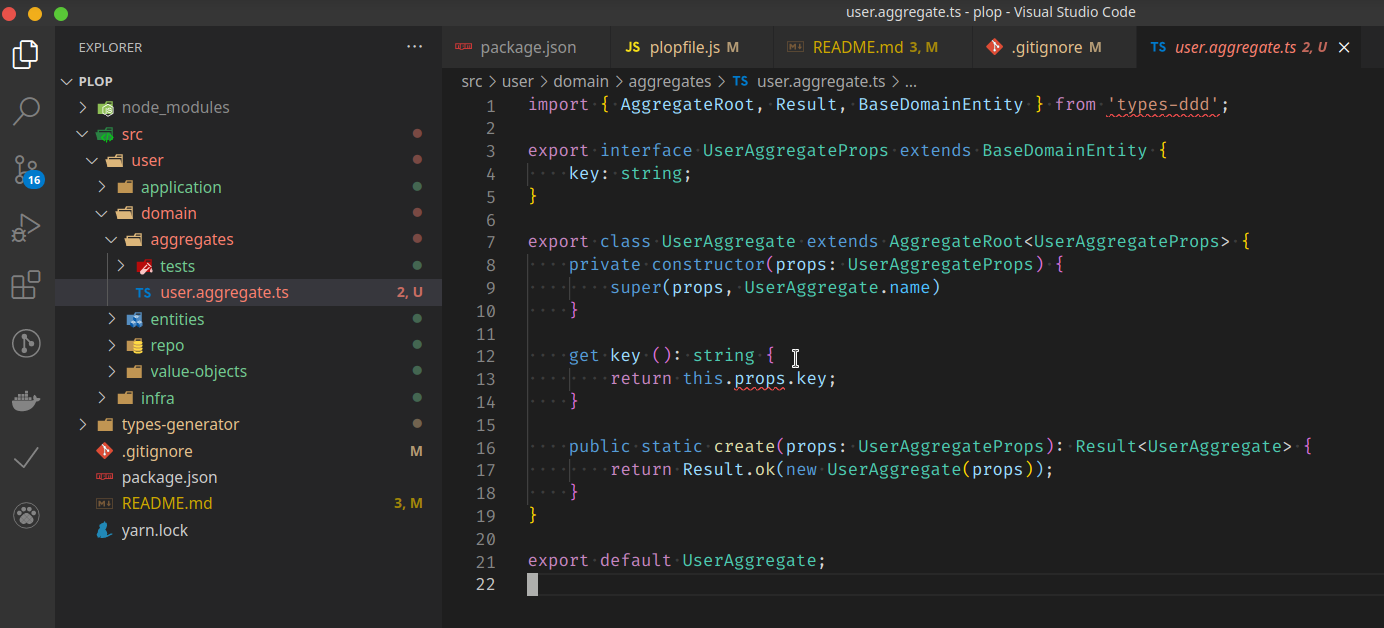 user.aggregate.ts - plop - Visual Studio Code
EXPLORER
PLOP
node_modules
src
user
application
domain
aggregates
tests
TS user.aggregate.ts 2, U
entities
repo
value-objects
infra
types-generator
.gitignore M
package.json
README.md 3, M
yarn.lock
16
package.json JS plopfile.js M README.md 3, M .gitignore M TS user.aggregate.ts 2, U
src > user > domain > aggregates > TS user.aggregate.ts > ...
1 import { AggregateRoot, Result, BaseDomainEntity } from 'types-ddd';
2
3 export interface UserAggregateProps extends BaseDomainEntity {
4 key: string;
5 }
6
7 export class UserAggregate extends AggregateRoot<UserAggregateProps> {
8 private constructor(props: UserAggregateProps) {
9 super(props, UserAggregate.name)
10 }
11
12 get key (): string {
13 return this.props.key;
14 }
15
16 public static create(props: UserAggregateProps): Result<UserAggregate> {
17 return Result.ok(new UserAggregate(props));
18 }
19 }
20
21 export default UserAggregate;
22